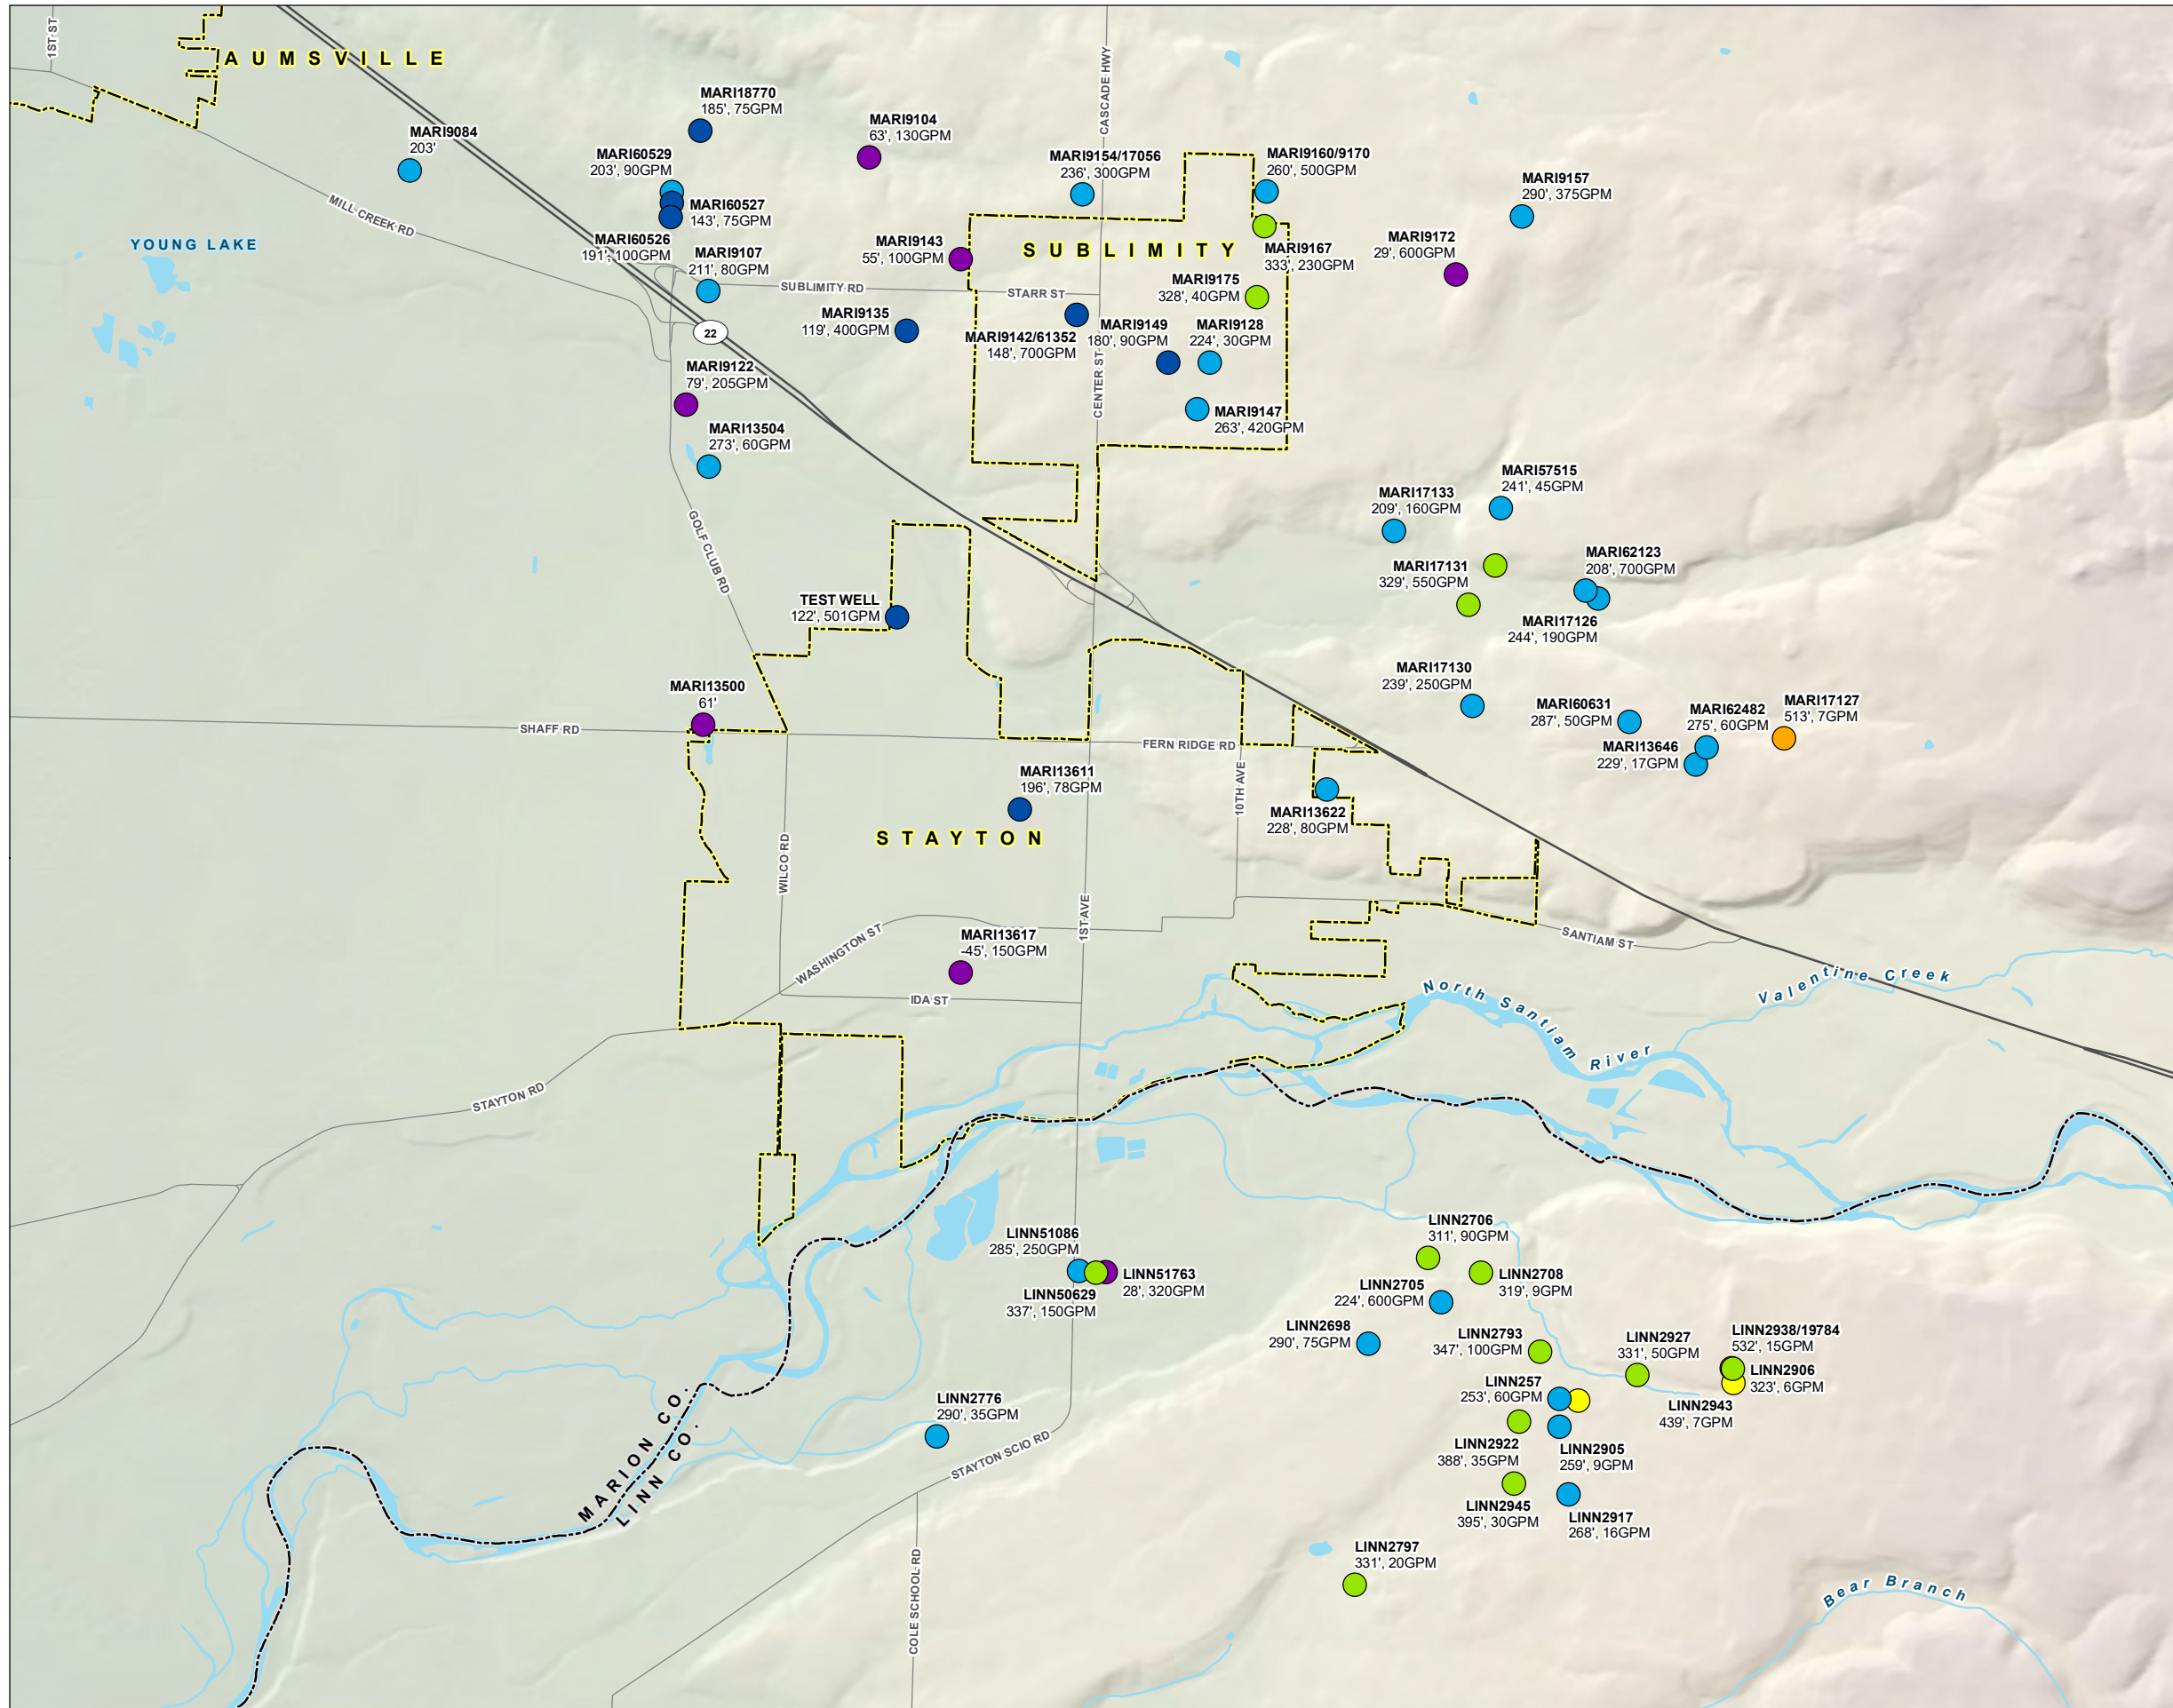 1ST ST
AUMSVILLE
CASCADE HWY
MARI18770
185', 75GPM
MARI9084
203'
MARI9104
63', 130GPM
MARI60529
203', 90GPM
MARI9154/17056
236', 300GPM
MARI9160/9170
260', 500GPM
MARI9157
290', 375GPM
MILL CREEK RD
MARI60527
143', 75GPM
YOUNG LAKE
MARI60526
191', 100GPM
MARI9107
211', 80GPM
MARI9143
55', 100GPM
SUBLIMITY
MARI9167
333', 230GPM
MARI9172
29', 600GPM
SUBLIMITY RD
STARR ST
MARI9175
328', 40GPM
MARI9135
119', 400GPM
22
MARI9142/61352
148', 700GPM
MARI9149
180', 90GPM
MARI9128
224', 30GPM
CENTER ST
MARI9122
79', 205GPM
MARI9147
263', 420GPM
MARI13504
273', 60GPM
MARI57515
241', 45GPM
MARI17133
209', 160GPM
GOLF CLUB RD
MARI62123
208', 700GPM
MARI17131
329', 550GPM
TEST WELL
122', 501GPM
MARI17126
244', 190GPM
MARI17130
239', 250GPM
MARI13500
61'
MARI60631
287', 50GPM
MARI62482
275', 60GPM
MARI17127
513', 7GPM
SHAFF RD
FERN RIDGE RD
MARI13646
229', 17GPM
MARI13611
196', 78GPM
10TH AVE
MARI13622
228', 80GPM
STAYTON
WILCO RD
1ST AVE
WASHINGTON ST
MARI13617
-45', 150GPM
SANTIAM ST
IDA ST
North Santiam River
Valentine Creek
STAYTON RD
LINN51086
285', 250GPM
LINN2706
311', 90GPM
LINN51763
28', 320GPM
LINN2708
319', 9GPM
LINN50629
337', 150GPM
LINN2705
224', 600GPM
LINN2698
290', 75GPM
LINN2793
347', 100GPM
LINN2927
331', 50GPM
LINN2938/19784
532', 15GPM
LINN2906
323', 6GPM
LINN257
253', 60GPM
LINN2943
439', 7GPM
LINN2776
290', 35GPM
MARION CO.
LINN CO.
STAYTON SCIO RD
LINN2922
388', 35GPM
LINN2905
259', 9GPM
LINN2945
395', 30GPM
LINN2917
268', 16GPM
LINN2797
331', 20GPM
COLE SCHOOL RD
Bear Branch